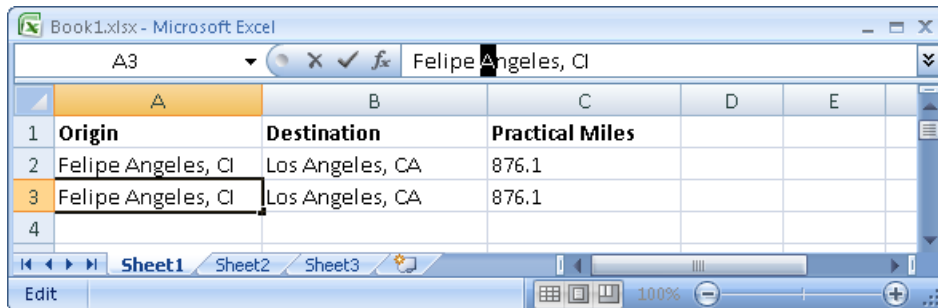 Book1.xlsx - Microsoft Excel
A3 fx Felipe Angeles, CI
A B C D E
1 Origin Destination Practical Miles
2 Felipe Angeles, CI Los Angeles, CA 876.1
3 Felipe Angeles, CI Los Angeles, CA 876.1
4
Sheet1 Sheet2 Sheet3
Edit 100%